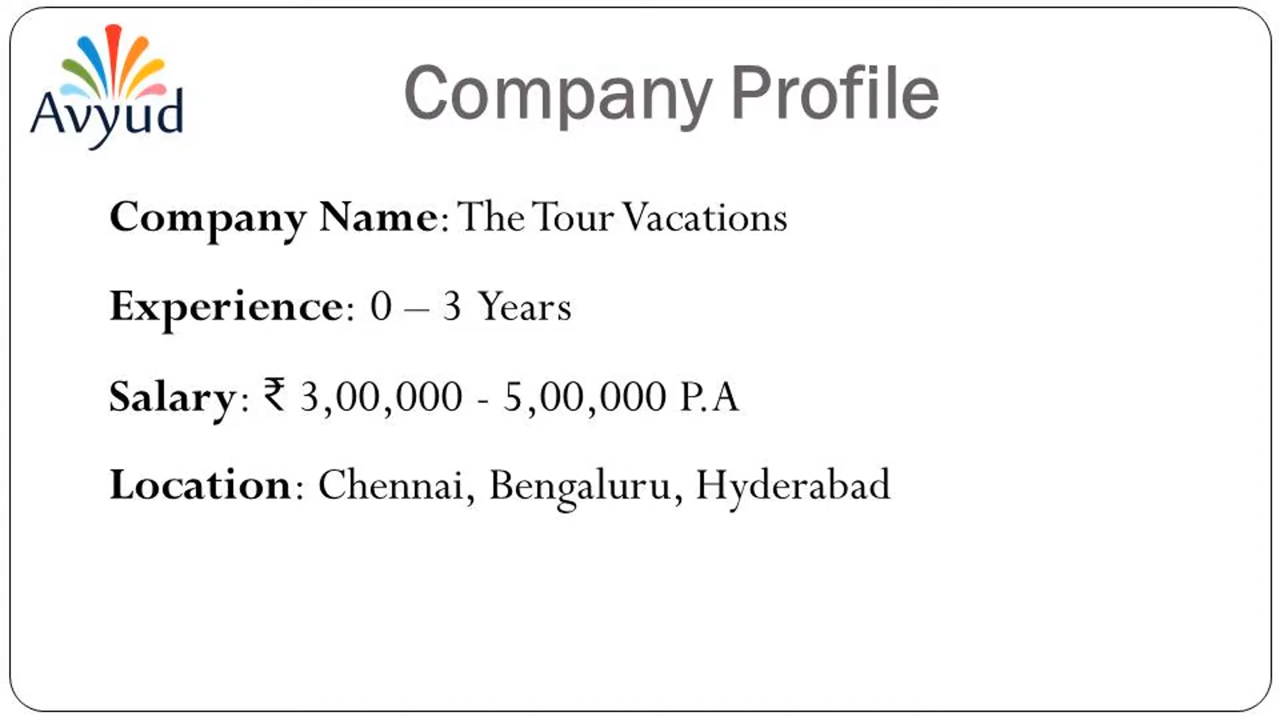 Avyud
Company Profile
Company Name: The Tour Vacations
Experience: 0 – 3 Years
Salary: ₹ 3,00,000 - 5,00,000 P.A
Location: Chennai, Bengaluru, Hyderabad